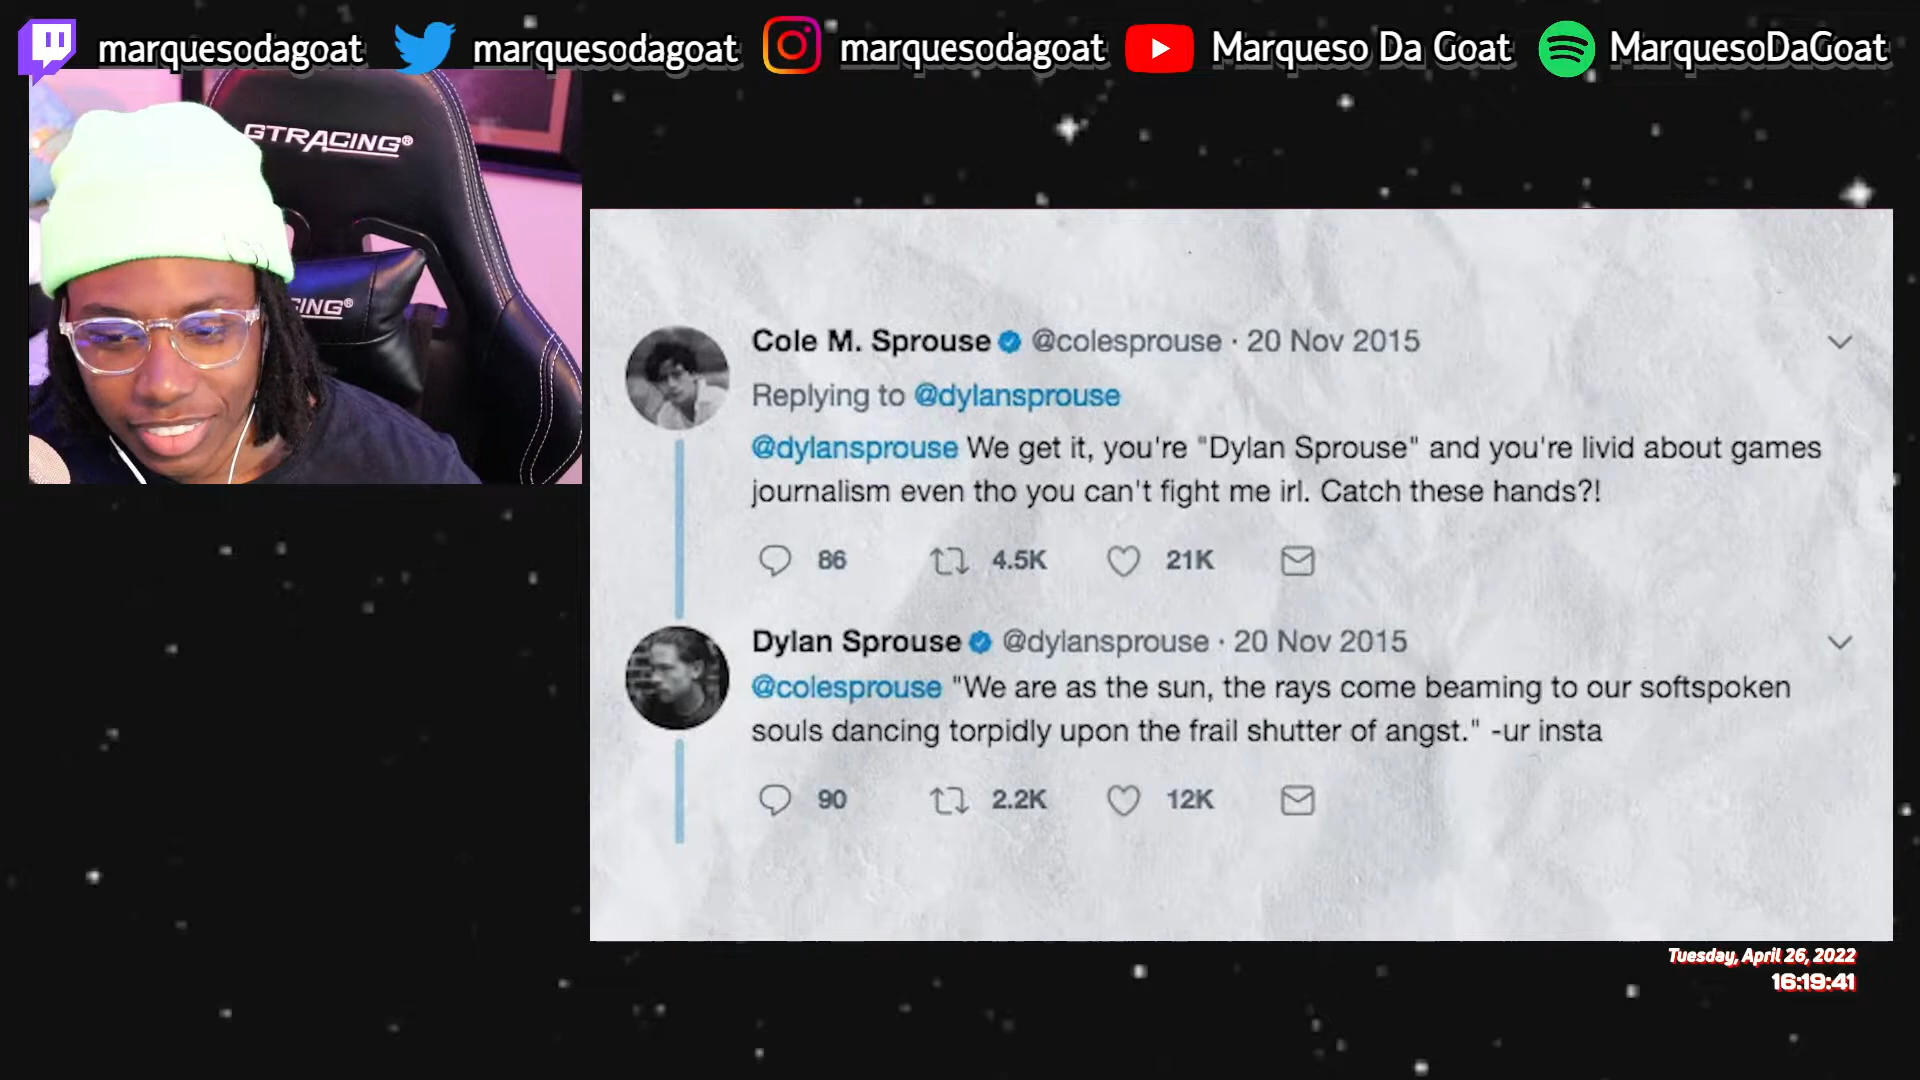 marquesodagoat marquesodagoat marquesodagoat Marqueso Da Goat MarquesoDaGoat
GTRACING®
ING®
Cole M. Sprouse @colesprouse · 20 Nov 2015
Replying to @dylansprouse
@dylansprouse We get it, you're "Dylan Sprouse" and you're livid about games
journalism even tho you can't fight me irl. Catch these hands?!
86 4.5K 21K
Dylan Sprouse @dylansprouse · 20 Nov 2015
@colesprouse "We are as the sun, the rays come beaming to our softspoken
souls dancing torpidly upon the frail shutter of angst." -ur insta
90 2.2K 12K
Tuesday, April 26, 2022
16:19:41